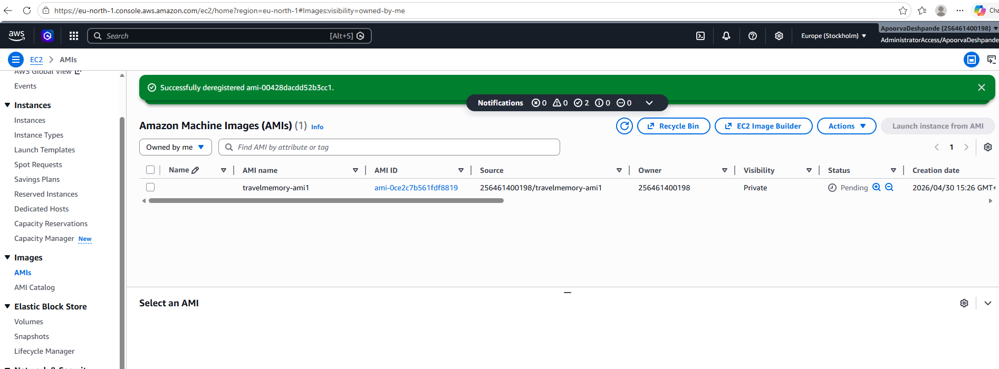 https://eu-north-1.console.aws.amazon.com/ec2/home?region=eu-north-1#Images:visibility=owned-by-me
Cha
aws
Search
[Alt+S]
Europe (Stockholm)
ApoorvaDeshpande (256461400198)
AdministratorAccess/ApoorvaDeshpande
EC2
AMIs
AWS Global View
Events
Instances
Instances
Instance Types
Launch Templates
Spot Requests
Savings Plans
Reserved Instances
Dedicated Hosts
Capacity Reservations
Capacity Manager New
Images
AMIs
AMI Catalog
Elastic Block Store
Volumes
Snapshots
Lifecycle Manager
Network & Security
Successfully deregistered ami-00428dacdd52b3cc1.
Notifications 0 0 2 0 0
Amazon Machine Images (AMIs) (1) Info
Recycle Bin
EC2 Image Builder
Actions
Launch instance from AMI
Owned by me
Find AMI by attribute or tag
1
Name AMI name AMI ID Source Owner Visibility Status Creation date
travelmemory-ami1 ami-0ce2c7b561fdf8819 256461400198/travelmemory-ami1 256461400198 Private Pending 2026/04/30 15:26 GMT+
Select an AMI